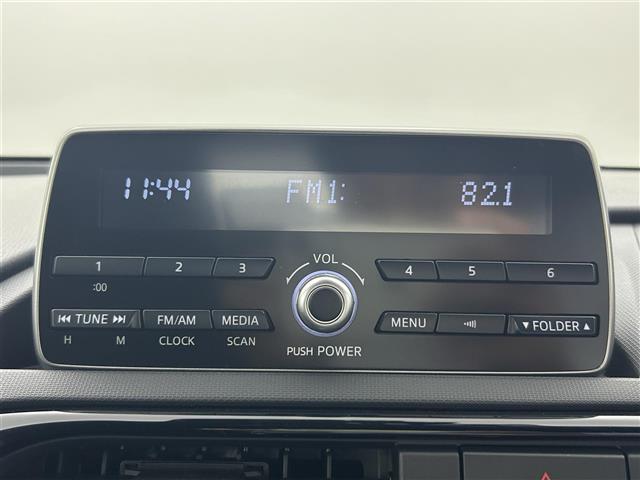 11:44 FM1: 82.1
VOL
1 2 3 4 5 6
:00
TUNE FM/AM MEDIA MENU FOLDER
H M CLOCK SCAN PUSH POWER